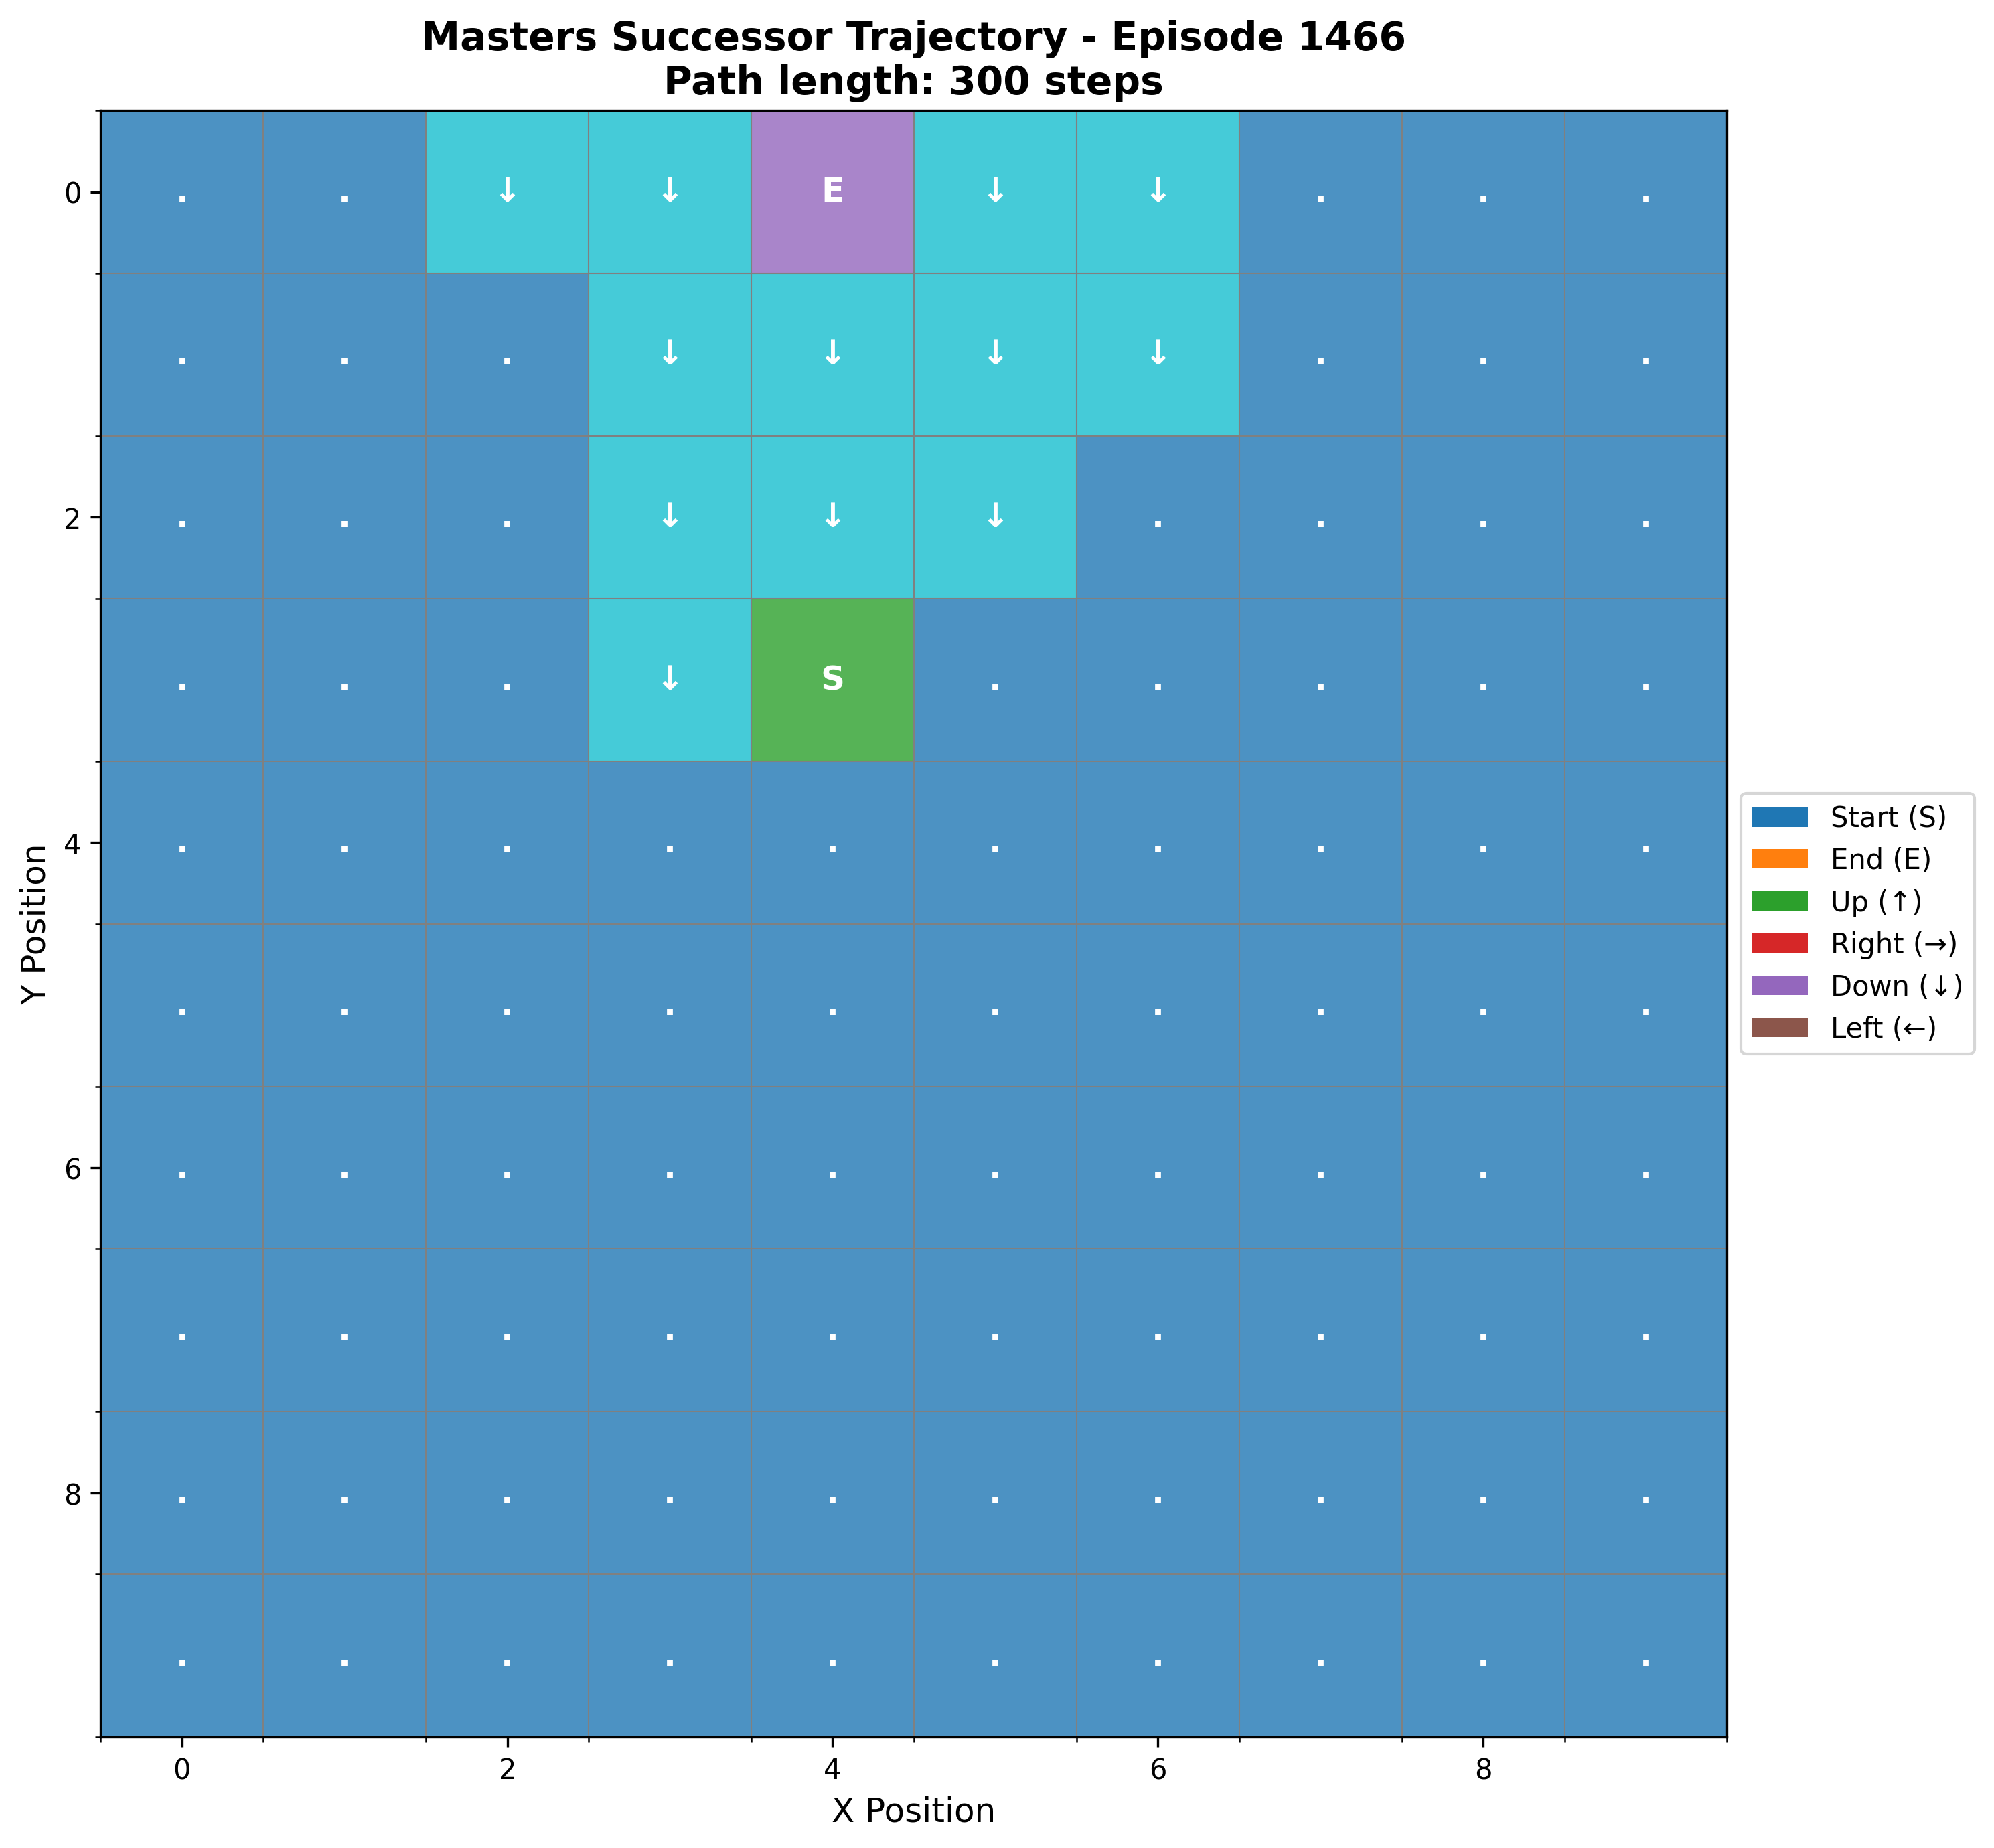 Masters Successor Trajectory - Episode 1466
Path length: 300 steps
0 . . ↓ ↓ E ↓ ↓ . . .
. . . ↓ ↓ ↓ ↓ . . .
2 . . . ↓ ↓ ↓ . . . .
. . . ↓ S . . . . .
4 . . . . . . . . . .
. . . . . . . . . .
6 . . . . . . . . . .
. . . . . . . . . .
8 . . . . . . . . . .
. . . . . . . . . .
0 2 4 6 8
X Position
Y Position
Start (S)
End (E)
Up (↑)
Right (→)
Down (↓)
Left (←)